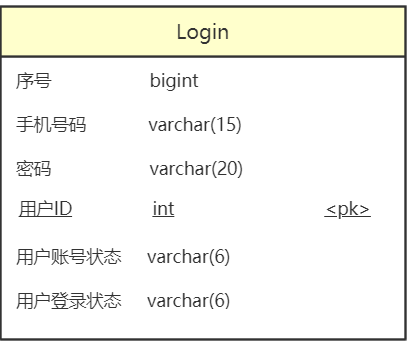 Login
序号 bigint
手机号码 varchar(15)
密码 varchar(20)
用户ID int <pk>
用户账号状态 varchar(6)
用户登录状态 varchar(6)